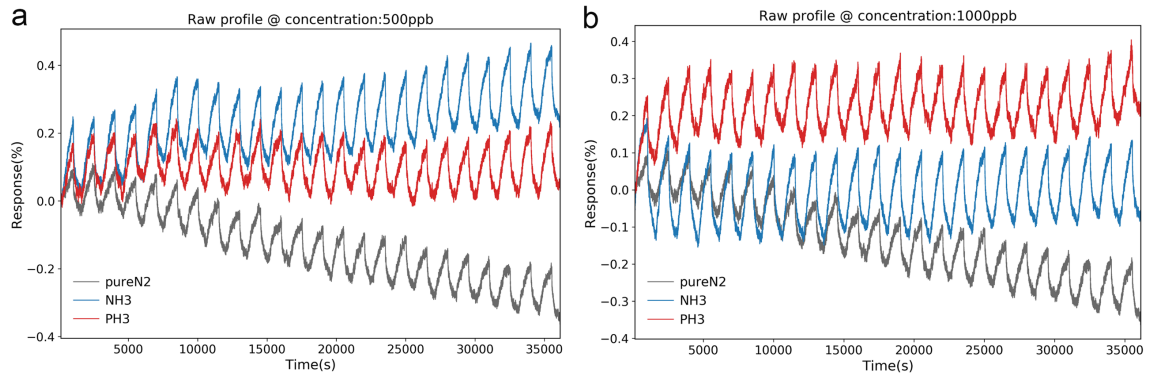 a
Raw profile @ concentration:500ppb
Response(%)
0.4
0.2
0.0
−0.2
−0.4
pureN2
NH3
PH3
5000 10000 15000 20000 25000 30000 35000
Time(s)
b
Raw profile @ concentration:1000ppb
Response(%)
0.4
0.3
0.2
0.1
0.0
−0.1
−0.2
−0.3
−0.4
pureN2
NH3
PH3
5000 10000 15000 20000 25000 30000 35000
Time(s)